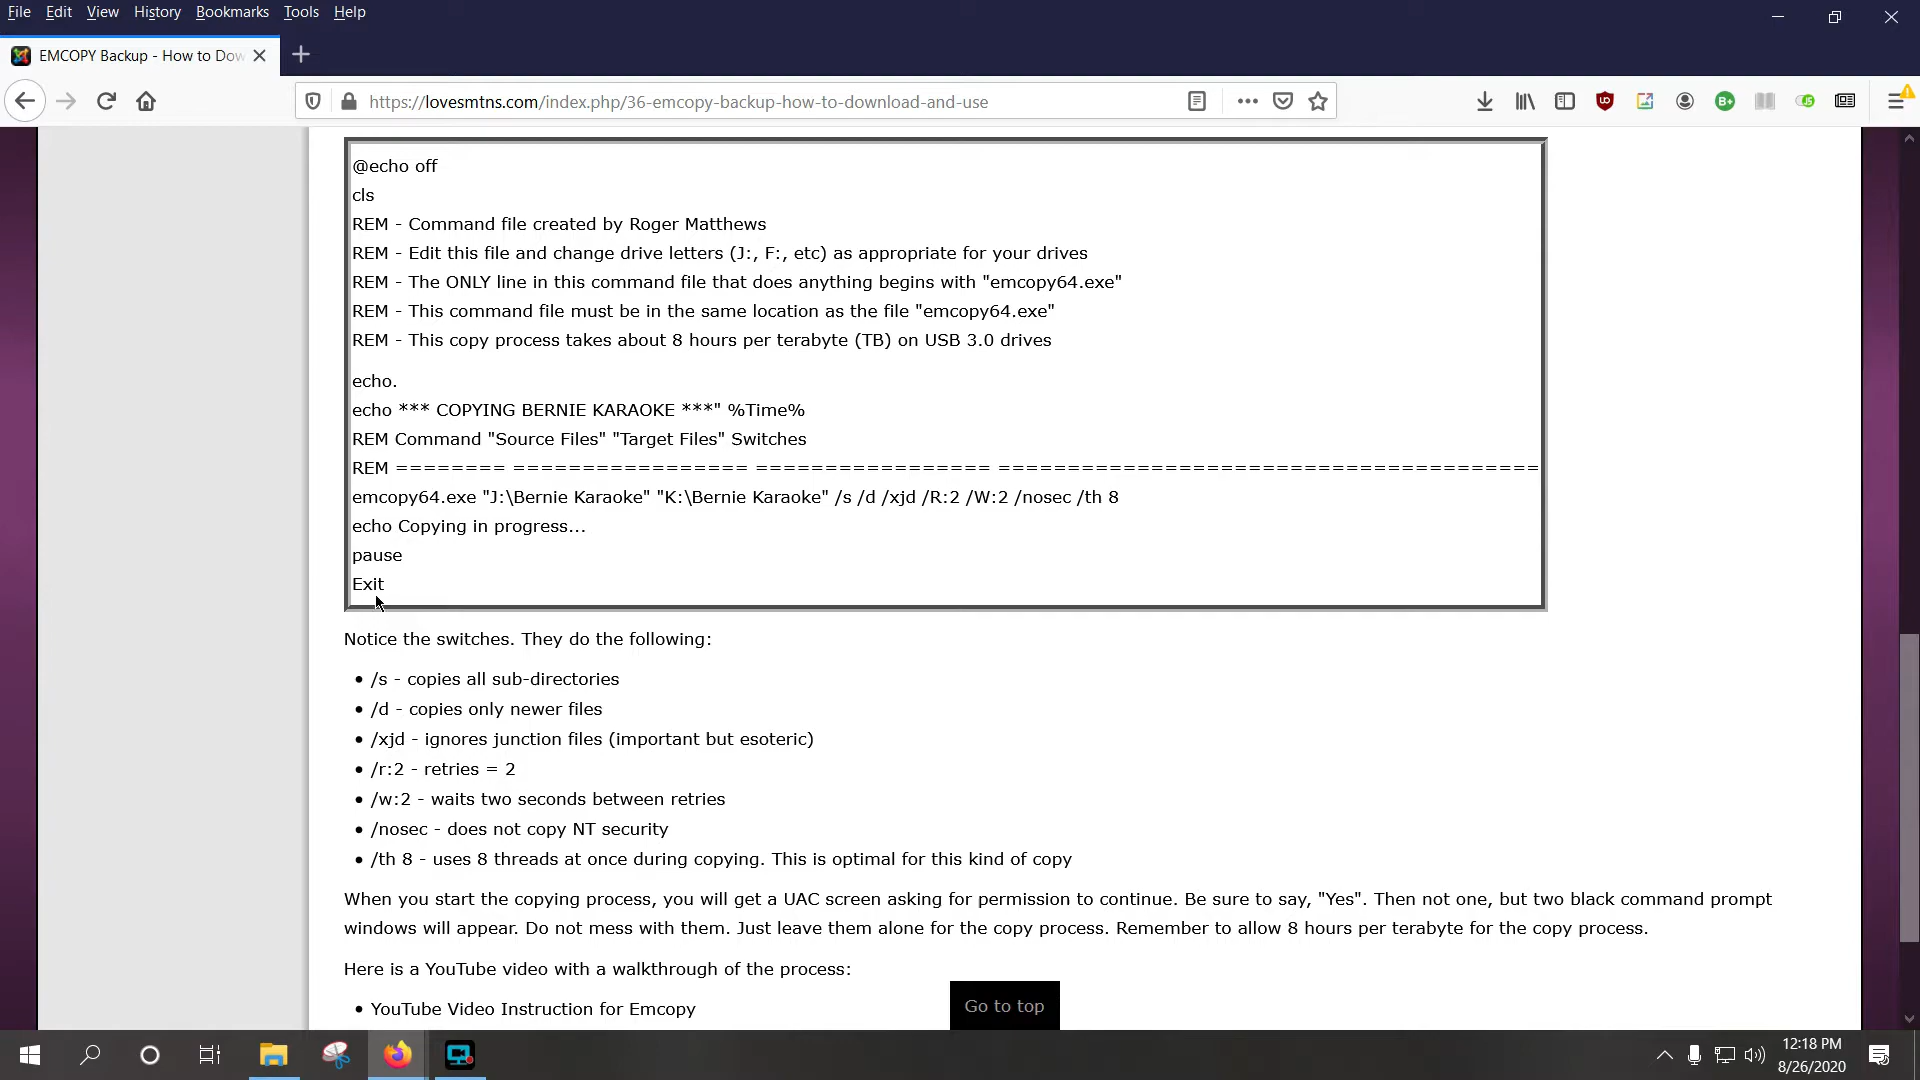 File Edit View History Bookmarks Tools Help
EMCOPY Backup - How to Dow
https://lovesmtns.com/index.php/36-emcopy-backup-how-to-download-and-use
@echo off
cls
REM - Command file created by Roger Matthews
REM - Edit this file and change drive letters (J:, F:, etc) as appropriate for your drives
REM - The ONLY line in this command file that does anything begins with "emcopy64.exe"
REM - This command file must be in the same location as the file "emcopy64.exe"
REM - This copy process takes about 8 hours per terabyte (TB) on USB 3.0 drives
echo.
echo *** COPYING BERNIE KARAOKE ***" %Time%
REM Command "Source Files" "Target Files" Switches
REM ======== ================= ================= =======================================
emcopy64.exe "J:\Bernie Karaoke" "K:\Bernie Karaoke" /s /d /xjd /R:2 /W:2 /nosec /th 8
echo Copying in progress...
pause
Exit
Notice the switches. They do the following:
• /s - copies all sub-directories
• /d - copies only newer files
• /xjd - ignores junction files (important but esoteric)
• /r:2 - retries = 2
• /w:2 - waits two seconds between retries
• /nosec - does not copy NT security
• /th 8 - uses 8 threads at once during copying. This is optimal for this kind of copy
When you start the copying process, you will get a UAC screen asking for permission to continue. Be sure to say, "Yes". Then not one, but two black command prompt
windows will appear. Do not mess with them. Just leave them alone for the copy process. Remember to allow 8 hours per terabyte for the copy process.
Here is a YouTube video with a walkthrough of the process:
• YouTube Video Instruction for Emcopy
Go to top
12:18 PM
8/26/2020